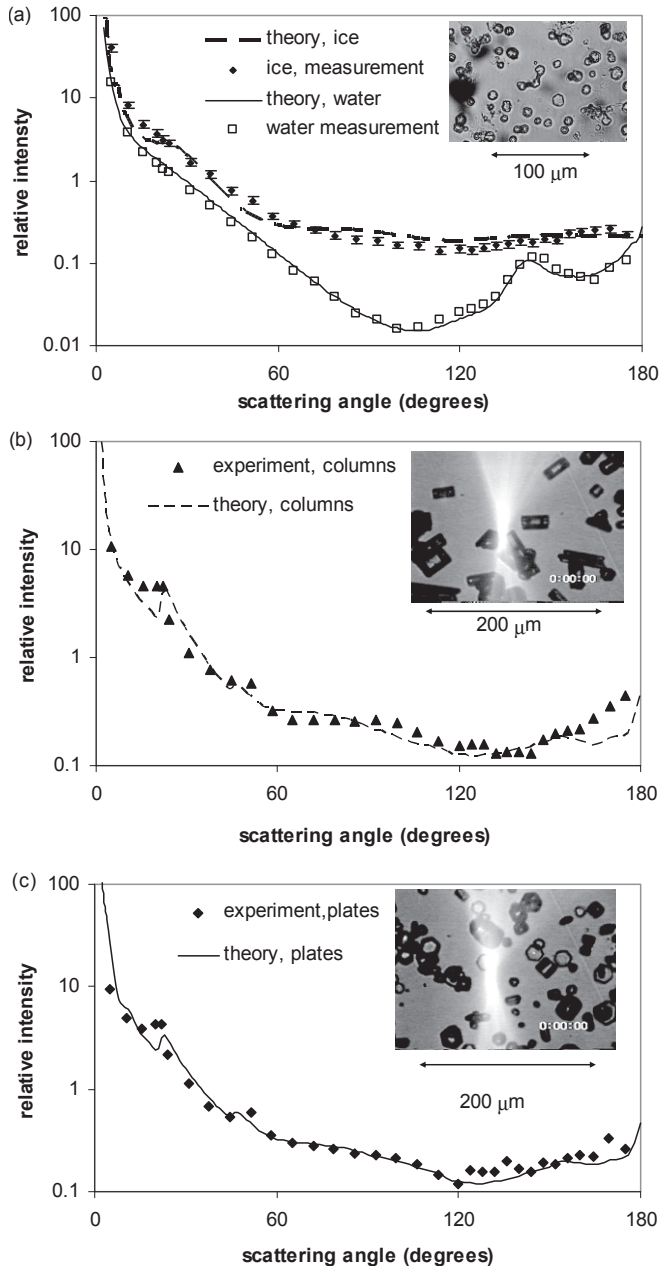 (a)
100
10
1
0.1
0.01
relative intensty
theory, ice
ice, measurement
theory, water
water measurement
100 μm
0
60
120
180
scattering angle (degrees)
(b)
100
10
1
0.1
relative intensity
experiment, columns
theory, columns
0:00:00
200 μm
0
60
120
180
scattering angle (degrees)
(c)
100
10
1
0.1
relative intensity
experiment,plates
theory, plates
0:00:00
200 μm
0
60
120
180
scattering angle (degrees)